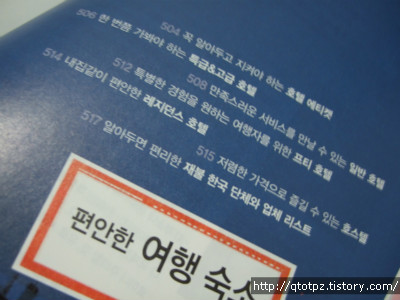 504 꼭 알아두고 지켜야 하는 호텔 에티켓
506 한 번쯤 가봐야 하는 특급&고급 호텔
508 만족스러운 서비스를 만날 수 있는 일반 호텔
512 특별한 경험을 원하는 여행자를 위한 프티 호텔
514 내집같이 편안한 레지던스 호텔
515 저렴한 가격으로 즐길 수 있는 호스텔
517 알아두면 편리한 재불 한국 단체와 업체 리스트
편안한 여행 숙소
http://qtotpz.tistory.com/